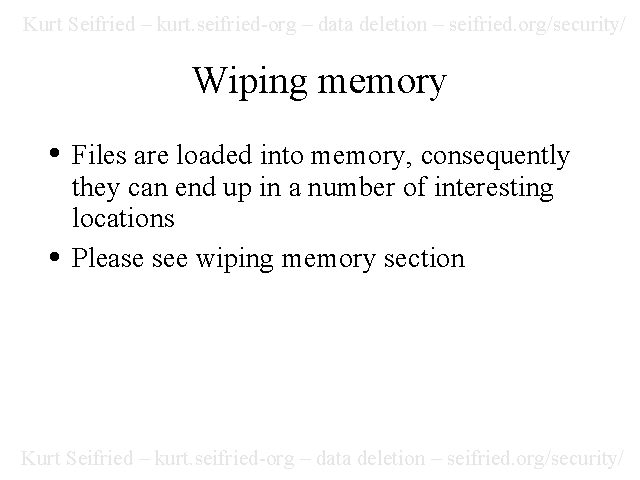 Kurt Seifried – kurt.seifried-org – data deletion – seifried.org/security/
Wiping memory
• Files are loaded into memory, consequently
they can end up in a number of interesting
locations
• Please see wiping memory section
Kurt Seifried – kurt.seifried-org – data deletion – seifried.org/security/